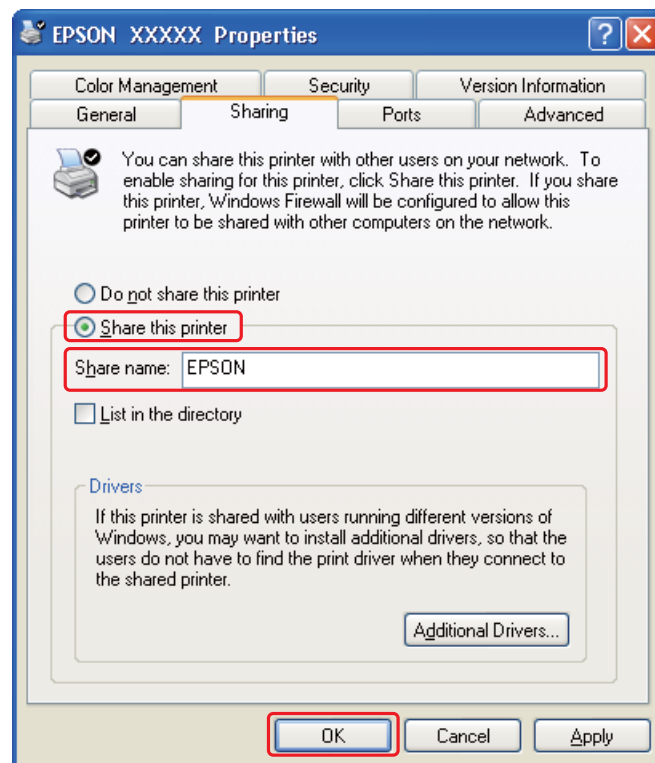 EPSON XXXXX Properties
Color Management Security Version Information
General Sharing Ports Advanced
You can share this printer with other users on your network. To
enable sharing for this printer, click Share this printer. If you share
this printer, Windows Firewall will be configured to allow this
printer to be shared with other computers on the network.
Do not share this printer
Share this printer
Share name: EPSON
List in the directory
Drivers
If this printer is shared with users running different versions of
Windows, you may want to install additional drivers, so that the
users do not have to find the print driver when they connect to
the shared printer.
Additional Drivers...
OK Cancel Apply